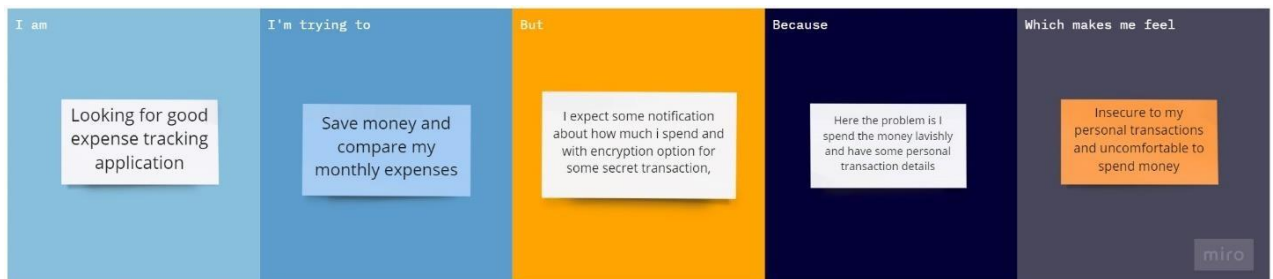 I am
Looking for good
expense tracking
application
I'm trying to
Save money and
compare my
monthly expenses
But
I expect some notification
about how much i spend and
with encryption option for
some secret transaction,
Because
Here the problem is I
spend the money lavishly
and have some personal
transaction details
Which makes me feel
Insecure to my
personal transactions
and uncomfortable to
spend money
miro